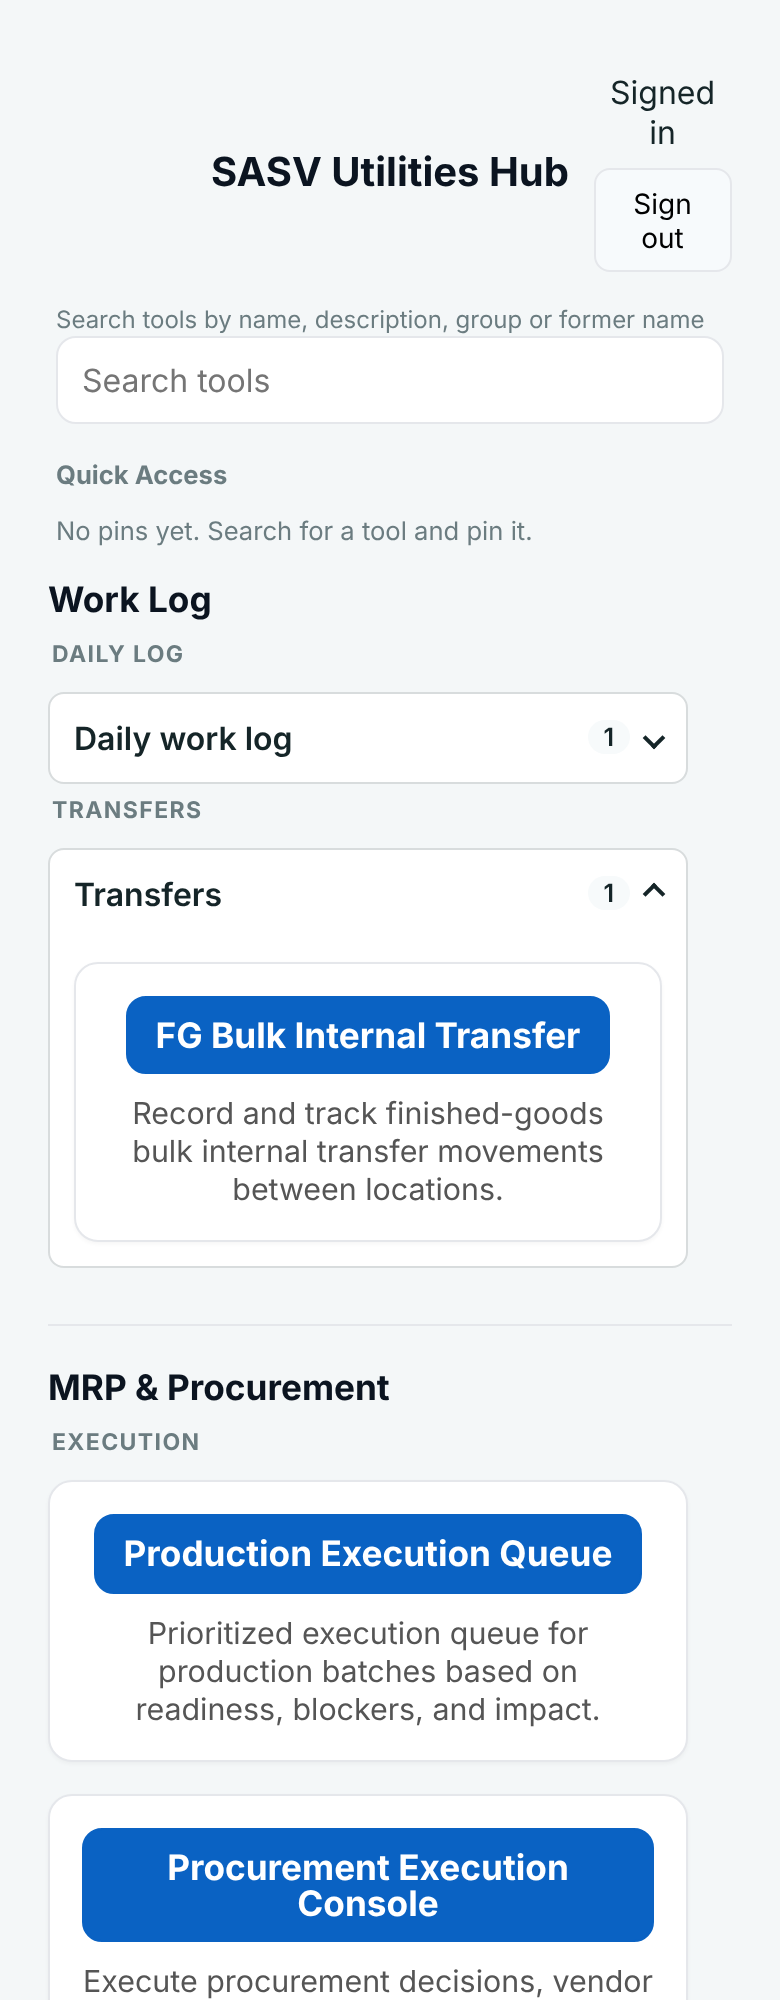 Signed
in
SASV Utilities Hub
Sign
out
Search tools by name, description, group or former name
Search tools
Quick Access
No pins yet. Search for a tool and pin it.
Work Log
DAILY LOG
Daily work log 1
TRANSFERS
Transfers 1
FG Bulk Internal Transfer
Record and track finished-goods
bulk internal transfer movements
between locations.
MRP & Procurement
EXECUTION
Production Execution Queue
Prioritized execution queue for
production batches based on
readiness, blockers, and impact.
Procurement Execution
Console
Execute procurement decisions, vendor